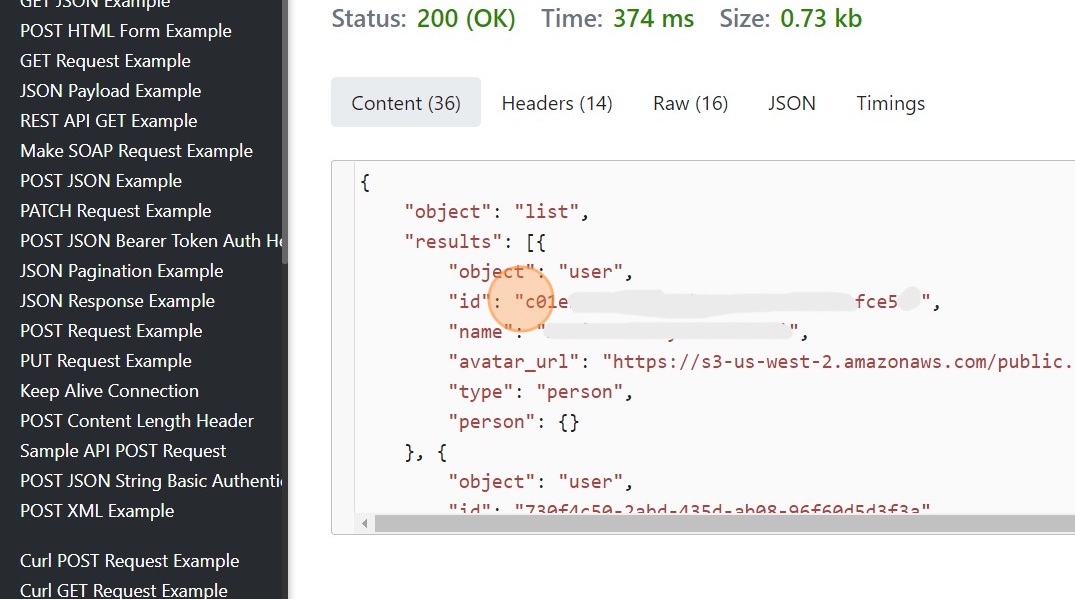 GET JSON Example
POST HTML Form Example
GET Request Example
JSON Payload Example
REST API GET Example
Make SOAP Request Example
POST JSON Example
PATCH Request Example
POST JSON Bearer Token Auth He
JSON Pagination Example
JSON Response Example
POST Request Example
PUT Request Example
Keep Alive Connection
POST Content Length Header
Sample API POST Request
POST JSON String Basic Authenti
POST XML Example
Curl POST Request Example
Curl GET Request Example
Status: 200 (OK) Time: 374 ms Size: 0.73 kb
Content (36) Headers (14) Raw (16) JSON Timings
{
"object": "list",
"results": [{
"object": "user",
"id": "c01e fce5 ",
"name": " ",
"avatar_url": "https://s3-us-west-2.amazonaws.com/public.
"type": "person",
"person": {}
}, {
"object": "user",
"id": "730f4c50-2abd-435d-ab08-96f60d5d3f3a"